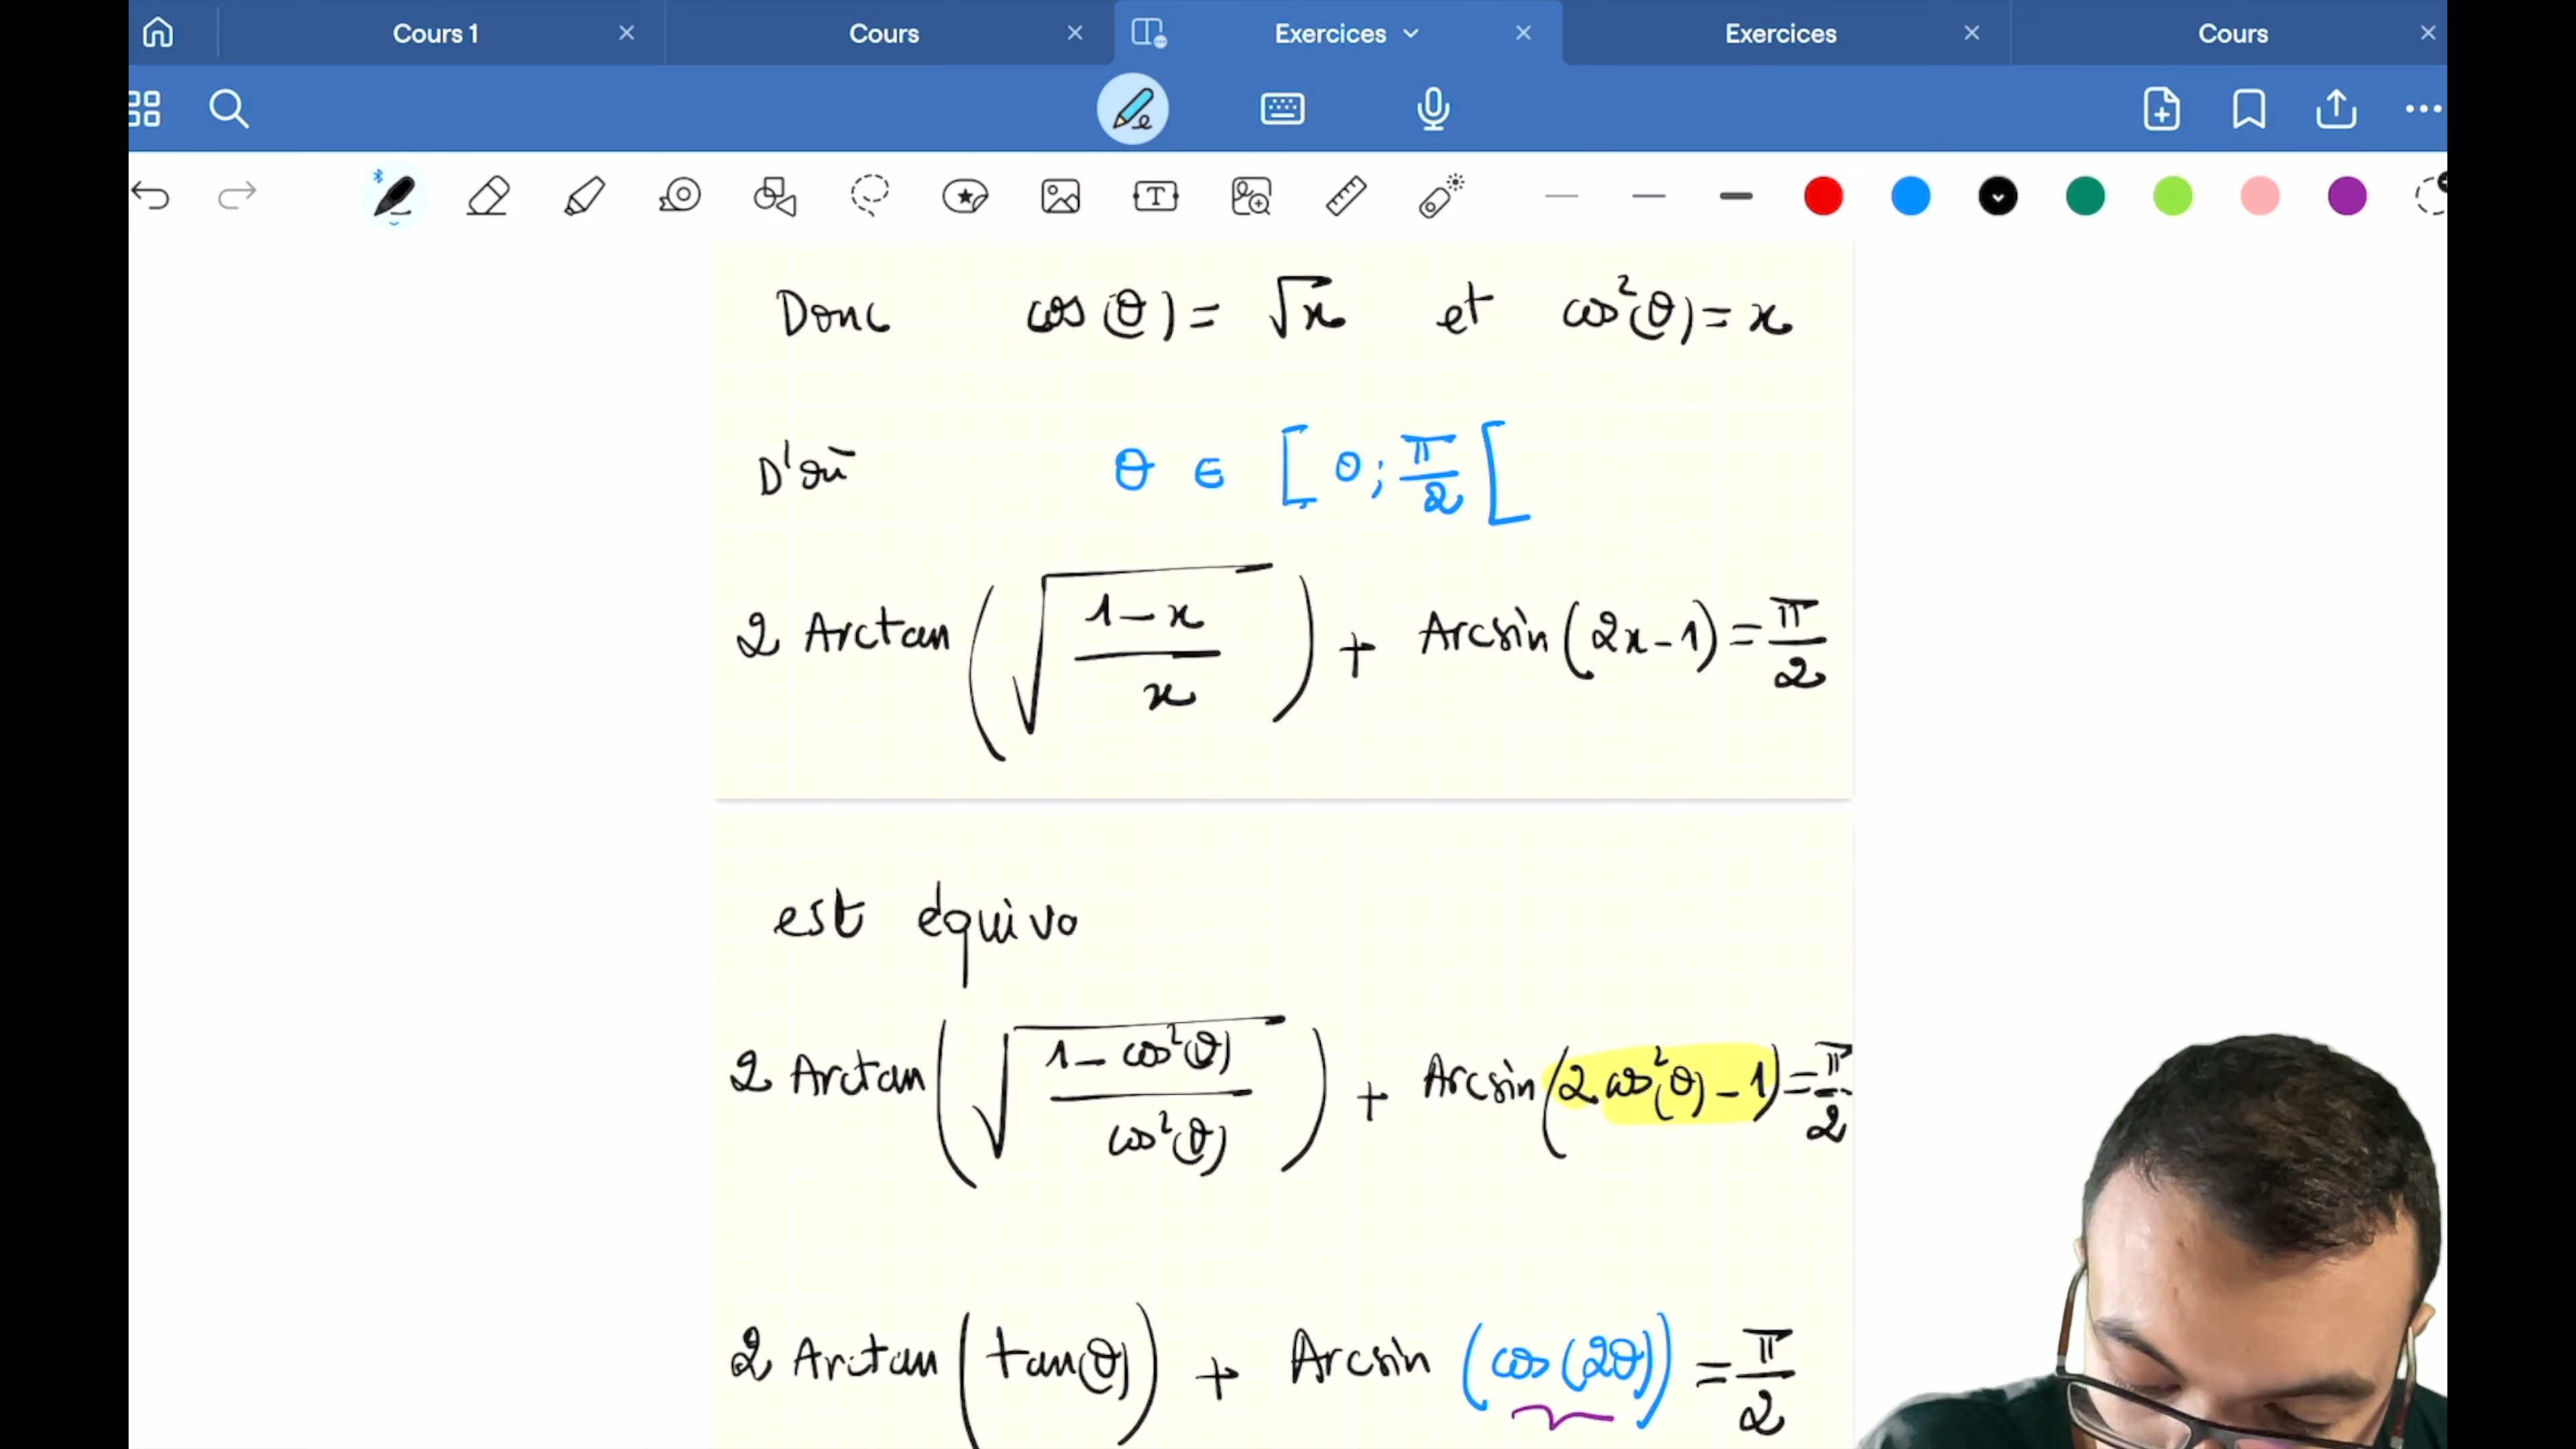 Cours 1 Cours Exercices Exercices Cours
Donc cos(θ) = √x et cos²(θ) = x
D'où θ ∈ [0; π/2[
2 Arctan(√((1-x)/x)) + Arcsin(2x-1) = π/2
est équiva
2 Arctan(√((1-cos²(θ))/cos²(θ))) + Arcsin(2cos²(θ)-1) = π/2
2 Arctan(tan(θ)) + Arcsin(cos(2θ)) = π/2